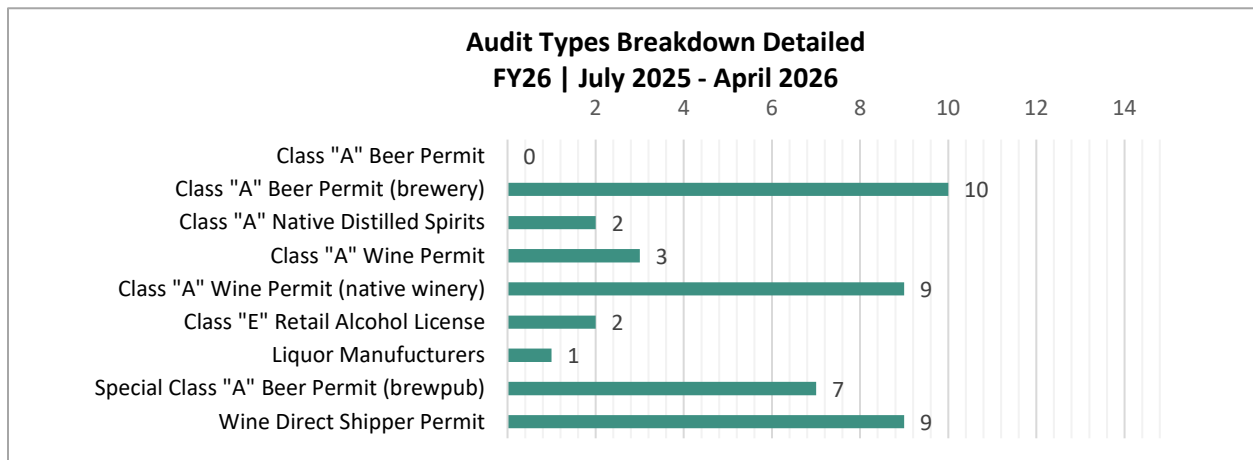 Audit Types Breakdown Detailed
FY26 | July 2025 - April 2026
2 4 6 8 10 12 14
Class "A" Beer Permit 0
Class "A" Beer Permit (brewery) 10
Class "A" Native Distilled Spirits 2
Class "A" Wine Permit 3
Class "A" Wine Permit (native winery) 9
Class "E" Retail Alcohol License 2
Liquor Manufucturers 1
Special Class "A" Beer Permit (brewpub) 7
Wine Direct Shipper Permit 9